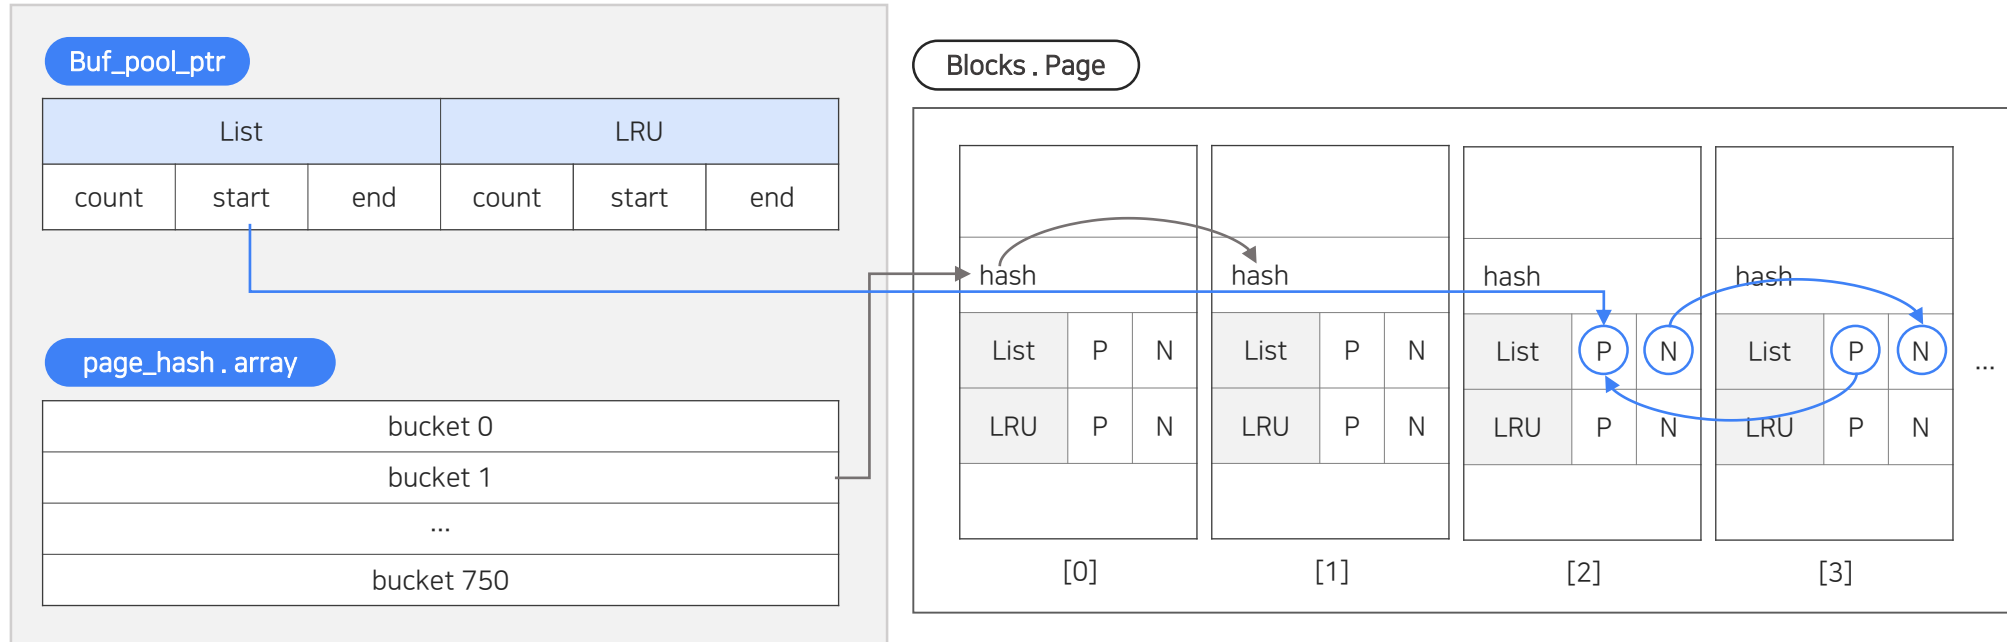 Buf_pool_ptr
List LRU
count start end count start end
page_hash . array
bucket 0
bucket 1
...
bucket 750
Blocks . Page
hash hash hash hash
List P N List P N List P N List P N ...
LRU P N LRU P N LRU P N LRU P N
[0] [1] [2] [3]